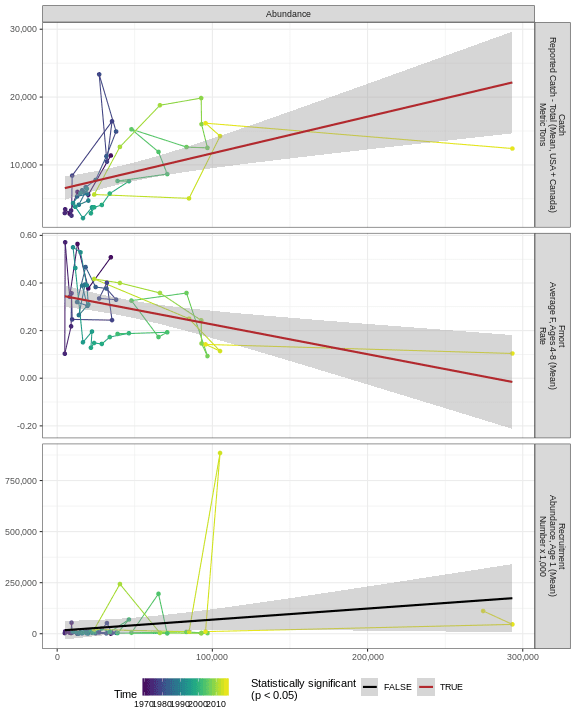 Abundance
30,000
20,000
10,000
Catch
Reported Catch - Total (Mean, USA + Canada)
Metric Tons
0.60
0.40
0.20
0.00
-0.20
Fmort
Average F, Ages 4-8 (Mean)
Rate
750,000
500,000
250,000
0
Recruitment
Abundance, Age 1 (Mean)
Number x 1,000
0
100,000
200,000
300,000
Time
1970 1980 1990 2000 2010
Statistically significant
(p < 0.05)
FALSE
TRUE